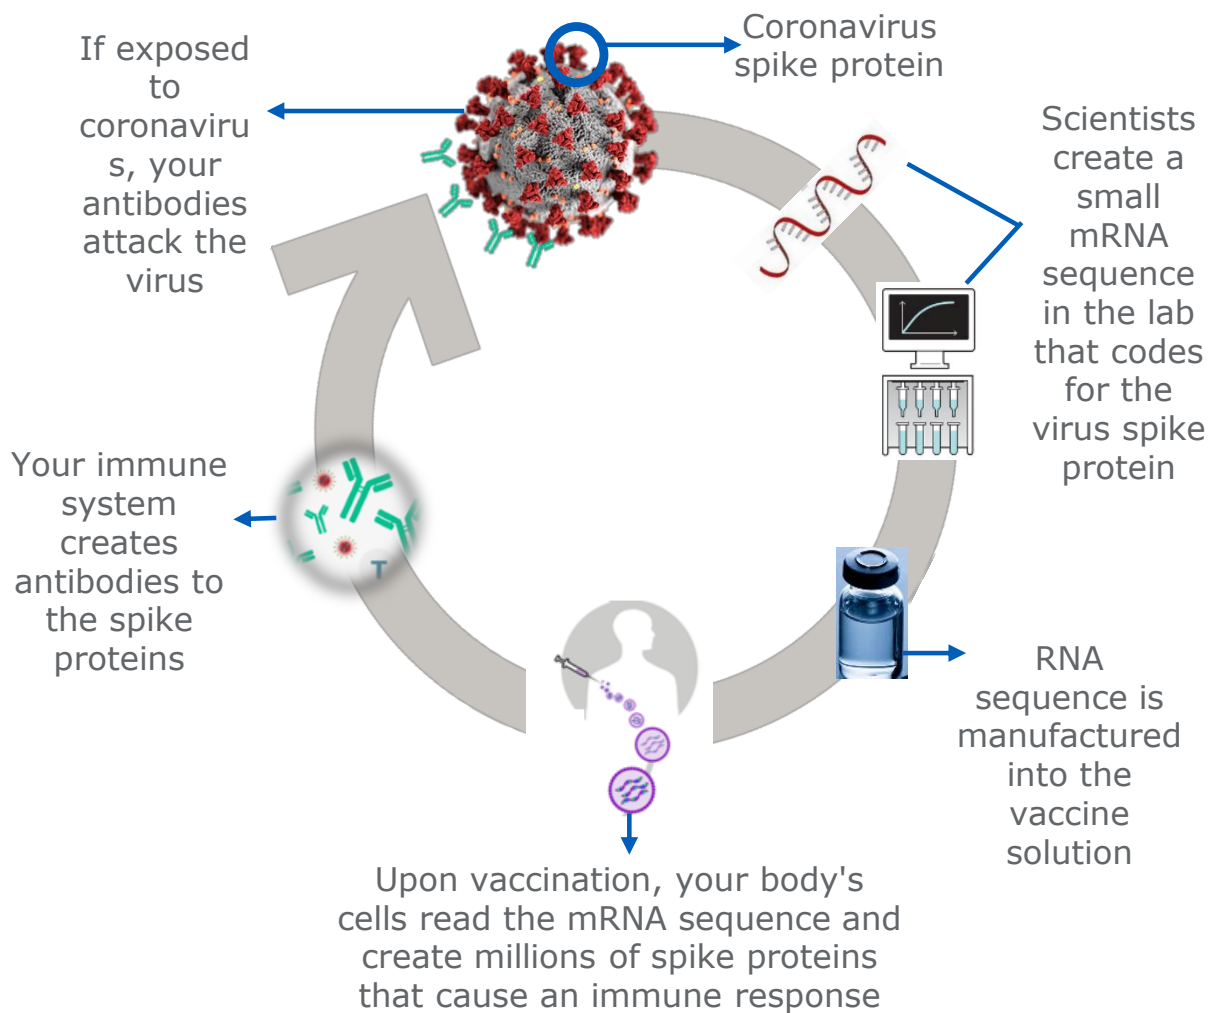 Coronavirus
spike protein
Scientists
create a
small
mRNA
sequence
in the lab
that codes
for the
virus spike
protein
RNA
sequence is
manufactured
into the
vaccine
solution
Upon vaccination, your body's
cells read the mRNA sequence and
create millions of spike proteins
that cause an immune response
Your immune
system
creates
antibodies to
the spike
proteins
T
If exposed
to
coronaviru
s, your
antibodies
attack the
virus